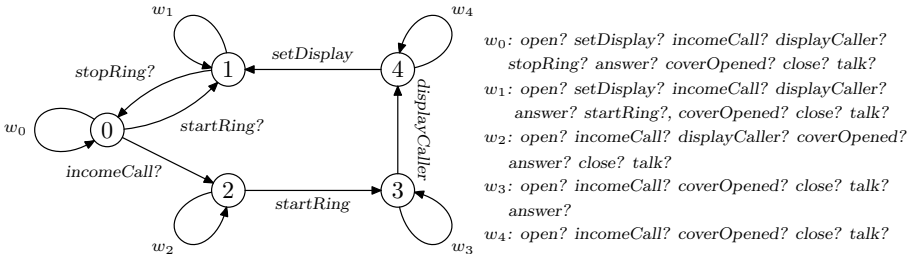 w1
w4
setDisplay
stopRing?
1
4
startRing?
displayCaller
w0
0
incomeCall?
2
startRing
3
w2
w3
w0: open? setDisplay? incomeCall? displayCaller?
stopRing? answer? coverOpened? close? talk?
w1: open? setDisplay? incomeCall? displayCaller?
answer? startRing?, coverOpened? close? talk?
w2: open? incomeCall? displayCaller? coverOpened?
answer? close? talk?
w3: open? incomeCall? coverOpened? close? talk?
answer?
w4: open? incomeCall? coverOpened? close? talk?